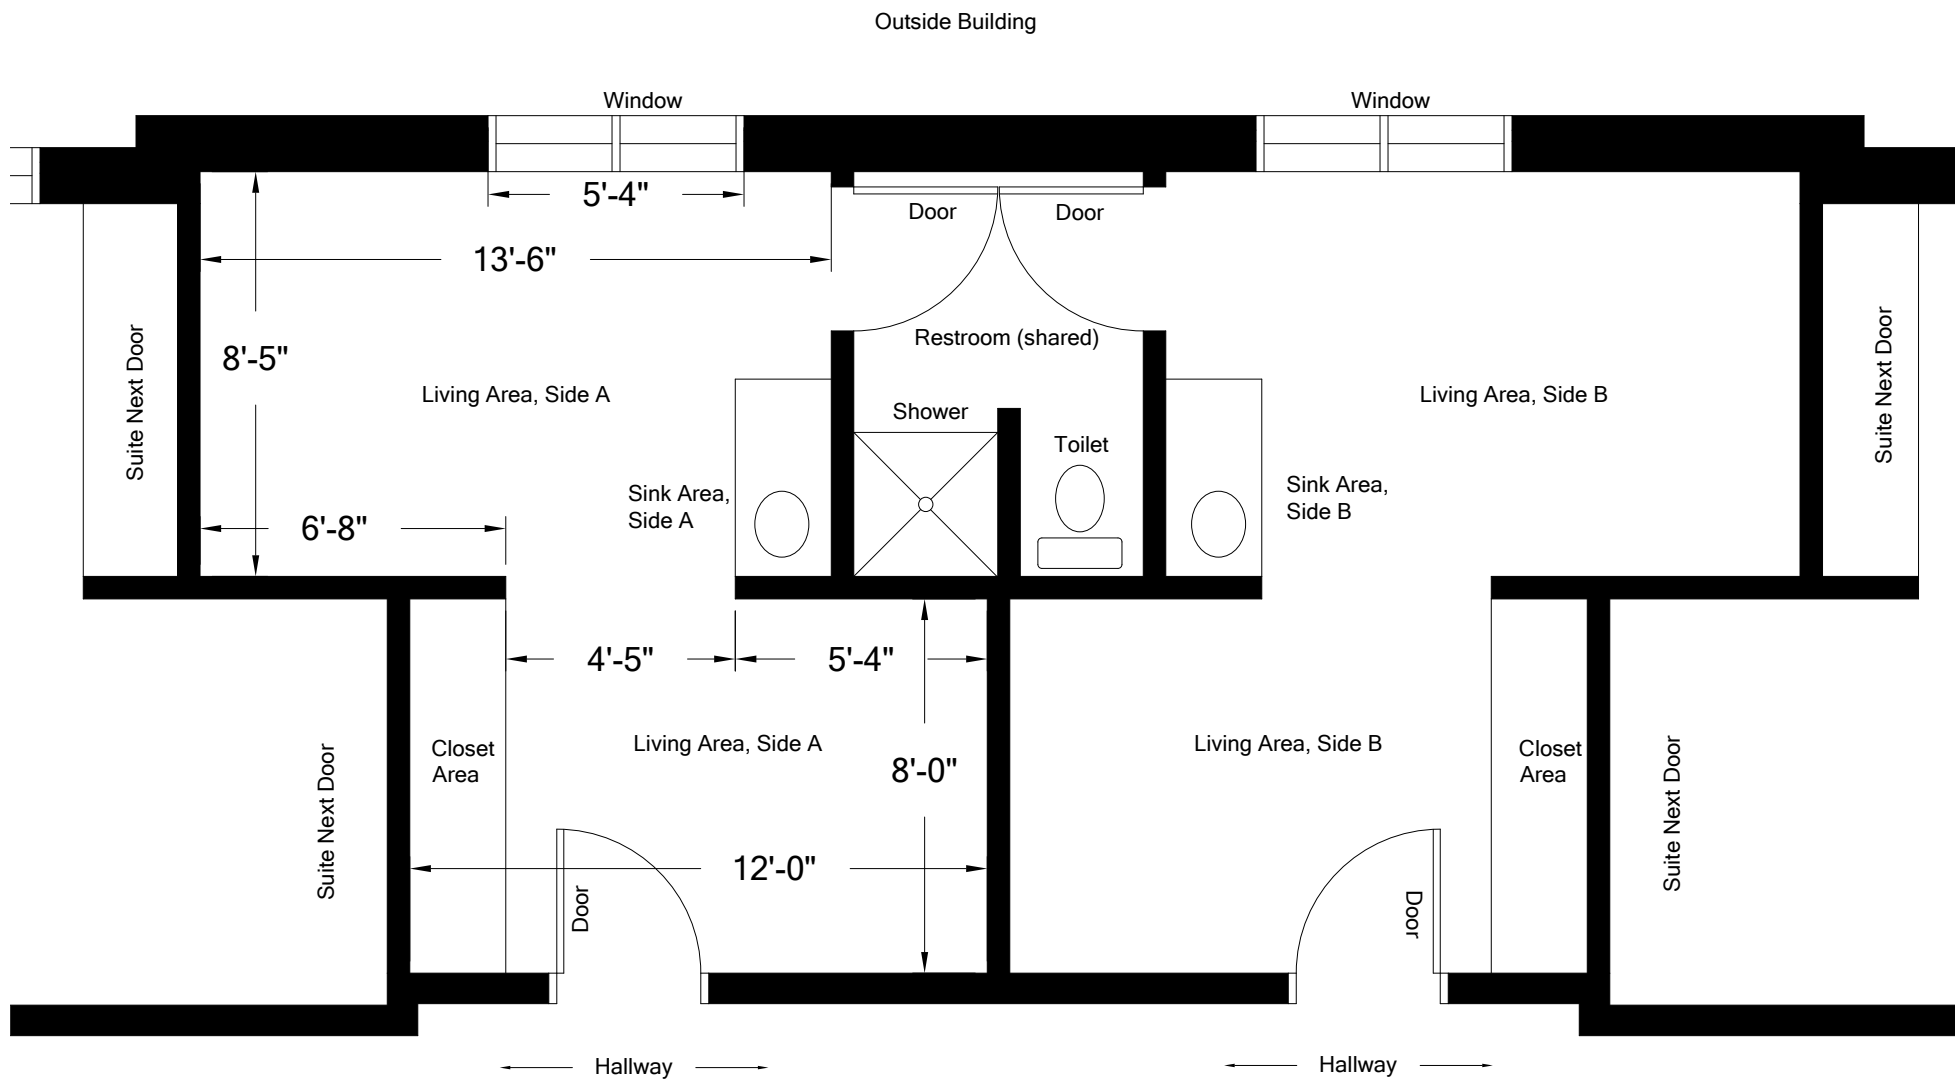 Outside Building
Window
Window
5'-4"
Door
Door
13'-6"
Restroom (shared)
8'-5"
Suite Next Door
Suite Next Door
Living Area, Side A
Living Area, Side B
Shower
Toilet
Sink Area,
Side A
Sink Area,
Side B
6'-8"
4'-5"
5'-4"
Living Area, Side A
Living Area, Side B
Closet
Area
Closet
Area
8'-0"
Suite Next Door
Suite Next Door
12'-0"
Door
Door
Hallway
Hallway